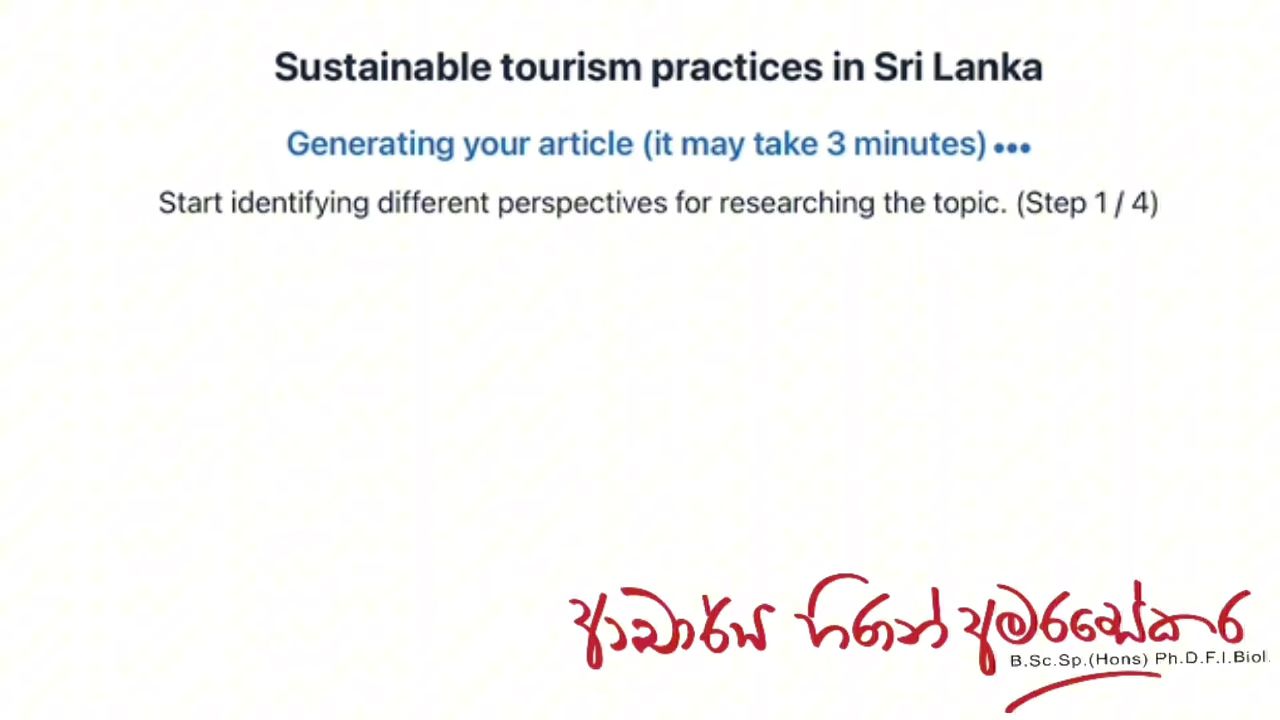 Sustainable tourism practices in Sri Lanka
Generating your article (it may take 3 minutes) •••
Start identifying different perspectives for researching the topic. (Step 1 / 4)
ආචාර්ය හිරාන් අමරසේකර
B.Sc.Sp.(Hons) Ph.D.F.I.Biol